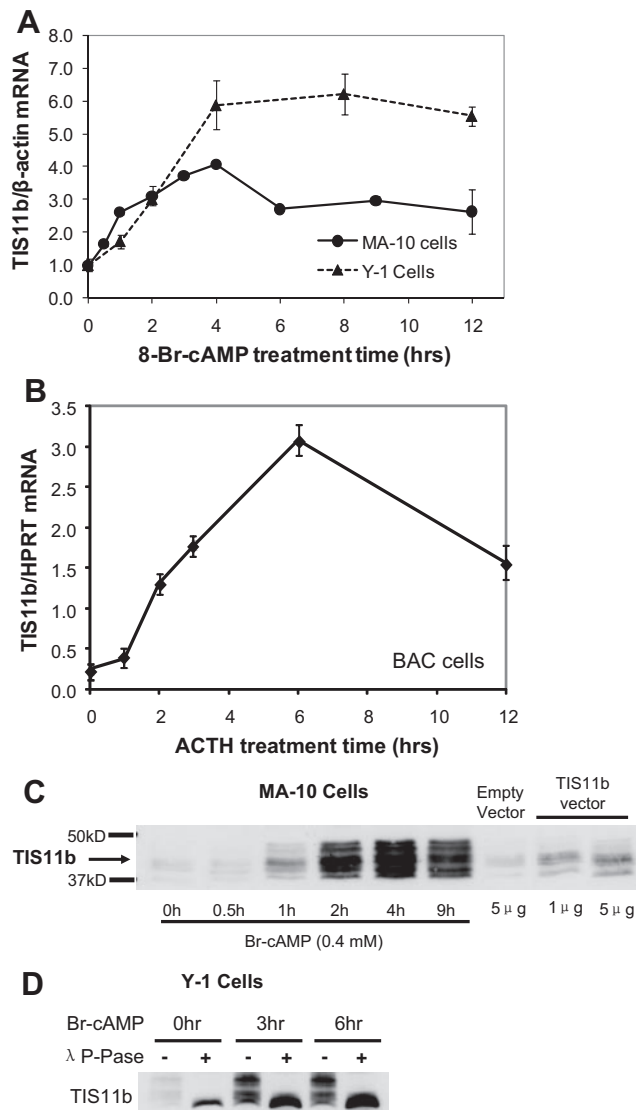 A
TIS11b/β-actin mRNA
8.0
7.0
6.0
5.0
4.0
3.0
2.0
1.0
0.0
MA-10 cells
Y-1 Cells
0 2 4 6 8 10 12
8-Br-cAMP treatment time (hrs)
B
TIS11b/HPRT mRNA
3.5
3.0
2.5
2.0
1.5
1.0
0.5
0.0
BAC cells
0 2 4 6 8 10 12
ACTH treatment time (hrs)
C
MA-10 Cells
Empty Vector
TIS11b vector
50kD
TIS11b
37kD
0h 0.5h 1h 2h 4h 9h 5 μg 1 μg 5 μg
Br-cAMP (0.4 mM)
D
Y-1 Cells
Br-cAMP 0hr 3hr 6hr
λ P-Pase - + - + - +
TIS11b